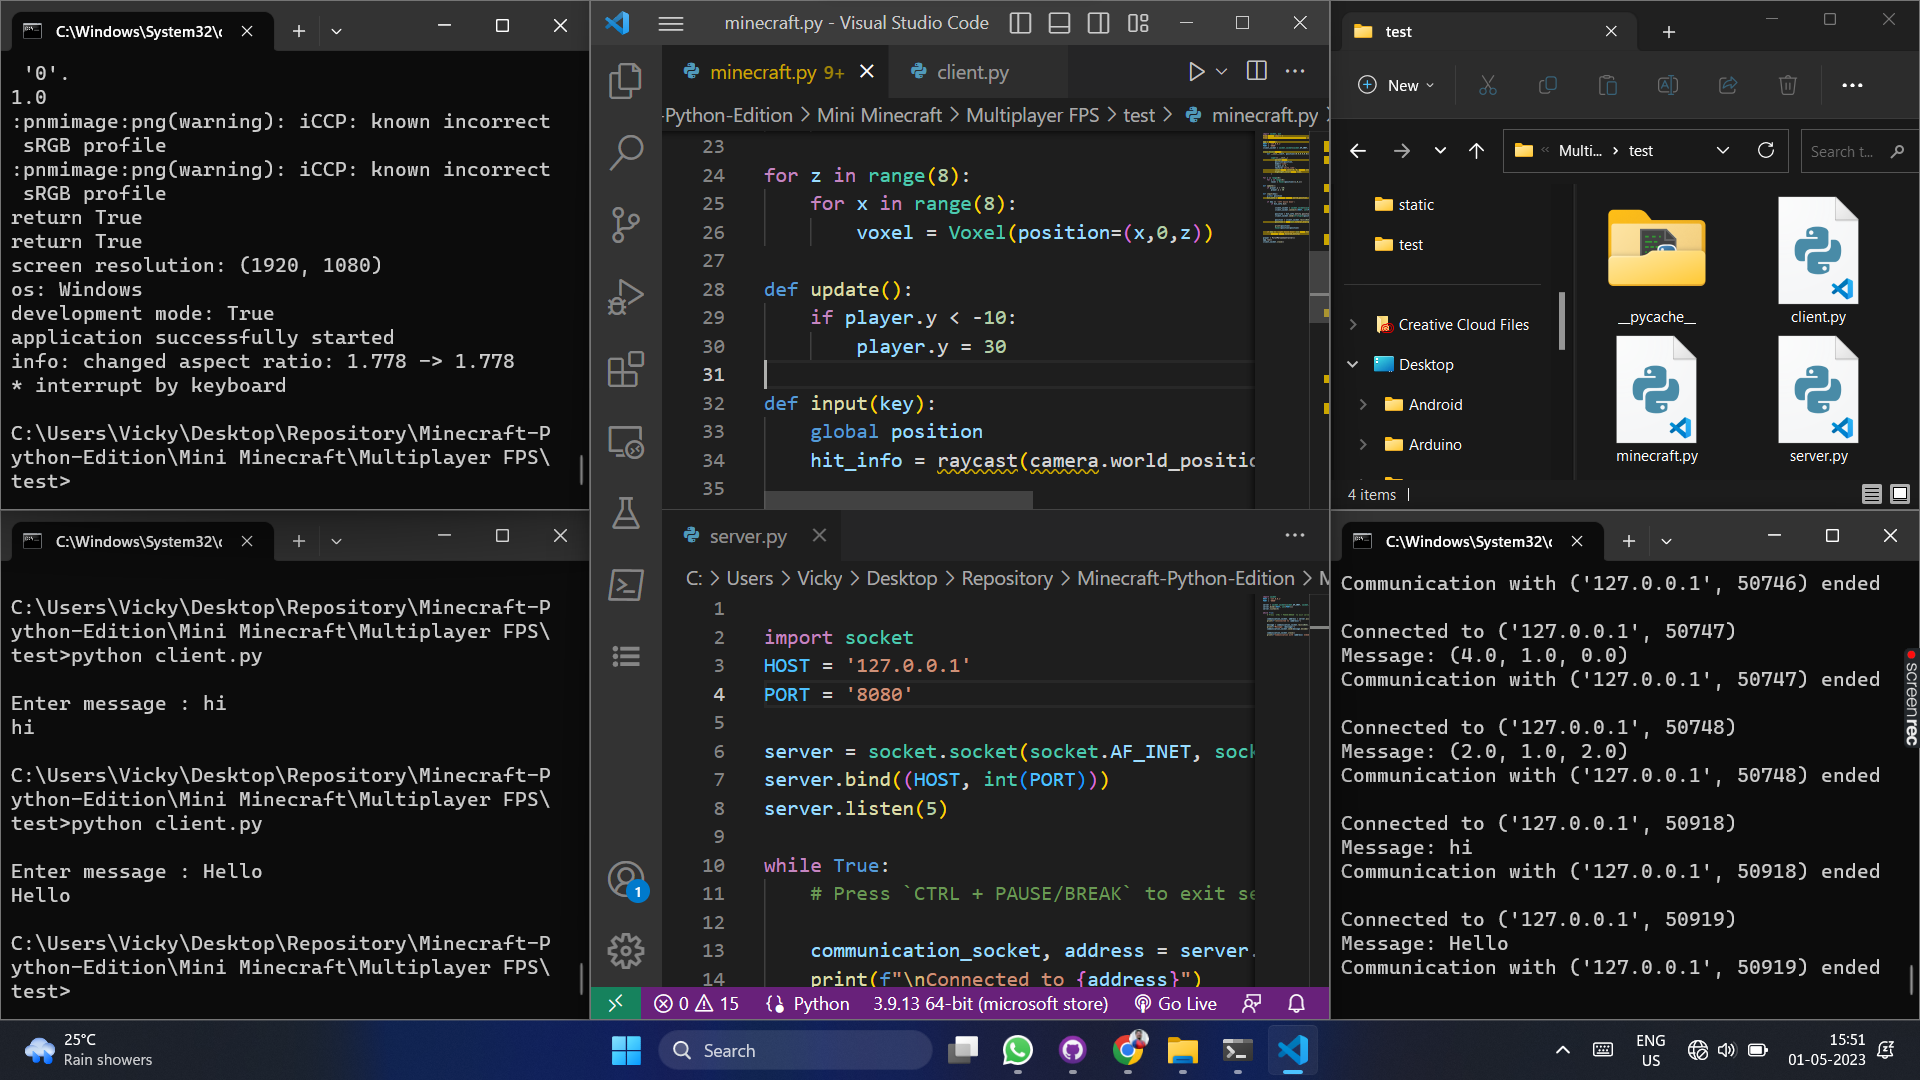 C:\Windows\System32\c
'0'.
1.0
:pnmimage:png(warning): iCCP: known incorrect
sRGB profile
:pnmimage:png(warning): iCCP: known incorrect
sRGB profile
return True
return True
screen resolution: (1920, 1080)
os: Windows
development mode: True
application successfully started
info: changed aspect ratio: 1.778 -> 1.778
* interrupt by keyboard
C:\Users\Vicky\Desktop\Repository\Minecraft-P
ython-Edition\Mini Minecraft\Multiplayer FPS\
test>
C:\Windows\System32\c
C:\Users\Vicky\Desktop\Repository\Minecraft-P
ython-Edition\Mini Minecraft\Multiplayer FPS\
test>python client.py
Enter message : hi
hi
C:\Users\Vicky\Desktop\Repository\Minecraft-P
ython-Edition\Mini Minecraft\Multiplayer FPS\
test>python client.py
Enter message : Hello
Hello
C:\Users\Vicky\Desktop\Repository\Minecraft-P
ython-Edition\Mini Minecraft\Multiplayer FPS\
test>
minecraft.py - Visual Studio Code
minecraft.py 9+ client.py
-Python-Edition > Mini Minecraft > Multiplayer FPS > test > minecraft.py >
23
24 for z in range(8):
25 for x in range(8):
26 voxel = Voxel(position=(x,0,z))
27
28 def update():
29 if player.y < -10:
30 player.y = 30
31
32 def input(key):
33 global position
34 hit_info = raycast(camera.world_positio
35
server.py
C: > Users > Vicky > Desktop > Repository > Minecraft-Python-Edition > M
1
2 import socket
3 HOST = '127.0.0.1'
4 PORT = '8080'
5
6 server = socket.socket(socket.AF_INET, sock
7 server.bind((HOST, int(PORT)))
8 server.listen(5)
9
10 while True:
11 # Press `CTRL + PAUSE/BREAK` to exit se
12
13 communication_socket, address = server.
14 print(f"\nConnected to {address}")
1
0 15 Python 3.9.13 64-bit (microsoft store) Go Live
test
New
Multi... > test
Search t...
static
test
Creative Cloud Files
Desktop
Android
Arduino
__pycache__
client.py
minecraft.py
server.py
4 items
C:\Windows\System32\c
Communication with ('127.0.0.1', 50746) ended
Connected to ('127.0.0.1', 50747)
Message: (4.0, 1.0, 0.0)
Communication with ('127.0.0.1', 50747) ended
Connected to ('127.0.0.1', 50748)
Message: (2.0, 1.0, 2.0)
Communication with ('127.0.0.1', 50748) ended
Connected to ('127.0.0.1', 50918)
Message: hi
Communication with ('127.0.0.1', 50918) ended
Connected to ('127.0.0.1', 50919)
Message: Hello
Communication with ('127.0.0.1', 50919) ended
screenrec
25°C
Rain showers
Search
ENG
US
15:51
01-05-2023